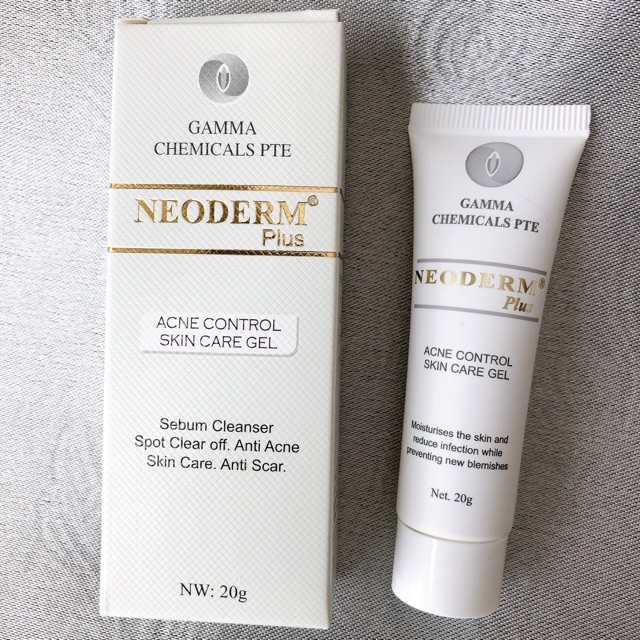 GAMMA
CHEMICALS PTE
NEODERM®
Plus
ACNE CONTROL
SKIN CARE GEL
Sebum Cleanser
Spot Clear off. Anti Acne
Skin Care. Anti Scar.
NW: 20g
GAMMA
CHEMICALS PTE
NEODERM®
Plus
ACNE CONTROL
SKIN CARE GEL
Moisturises the skin and
reduce infection while
preventing new blemishes
Net. 20g